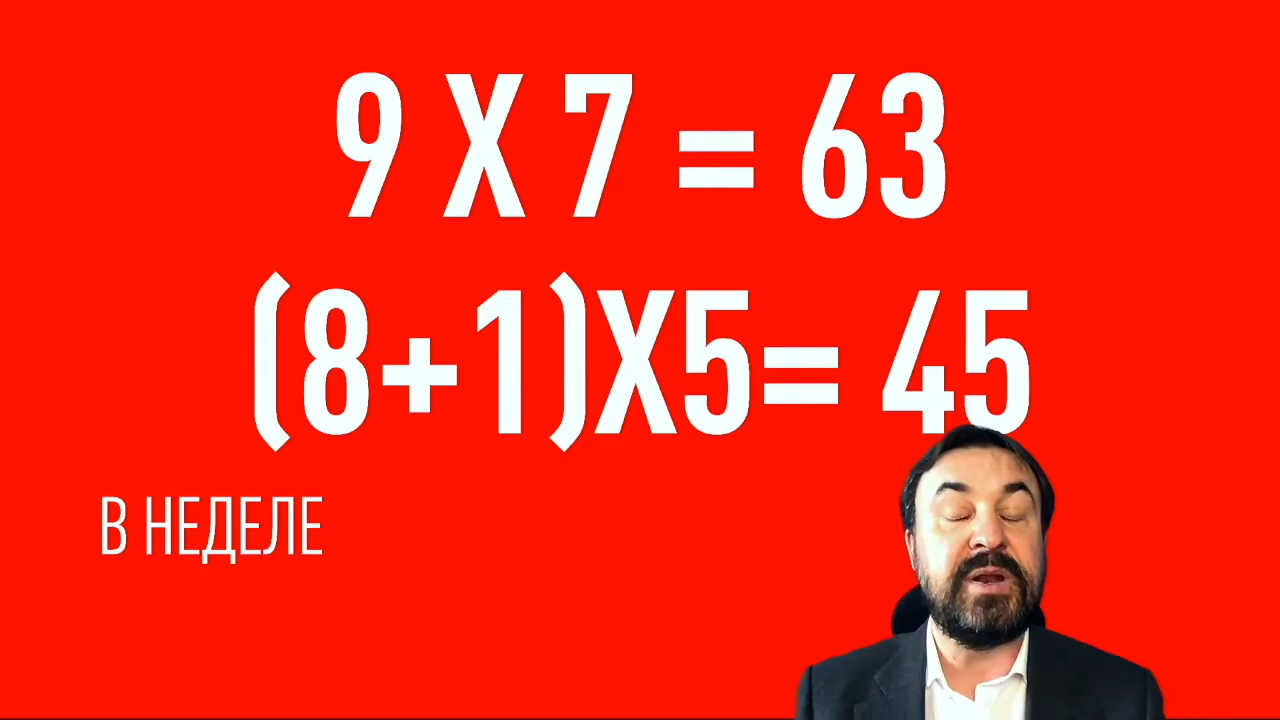 9 X 7 = 63
(8+1)X5= 45
В НЕДЕЛЕ